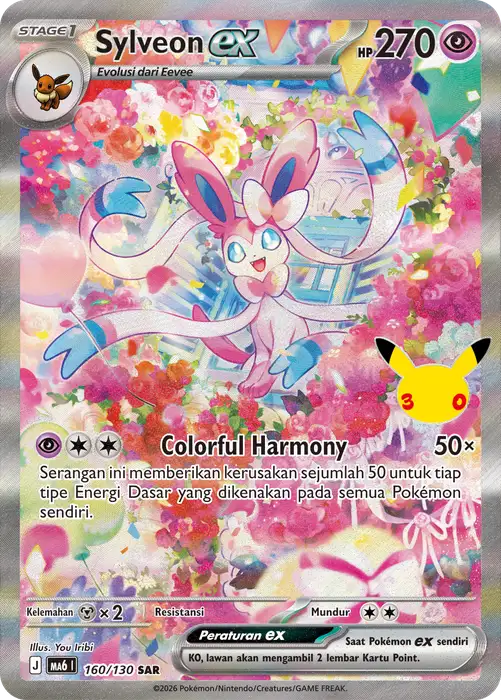 STAGE 1
Sylveon ex
HP 270
Evolusi dari Eevee
30
Colorful Harmony 50×
Serangan ini memberikan kerusakan sejumlah 50 untuk tiap
tipe Energi Dasar yang dikenakan pada semua Pokémon
sendiri.
Kelemahan ×2 Resistansi Mundur
Illus. You Iribi
Peraturan ex
Saat Pokémon ex sendiri
KO, lawan akan mengambil 2 lembar Kartu Point.
J MA6 I 160/130 SAR
©2026 Pokémon/Nintendo/Creatures/GAME FREAK.